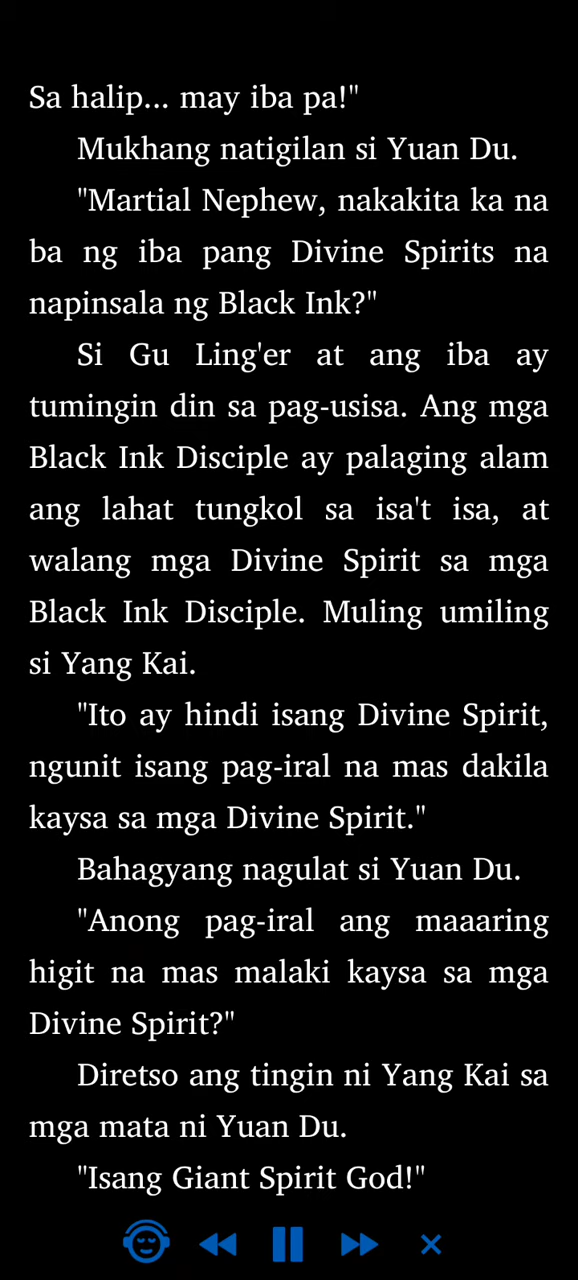 Sa halip... may iba pa!"
Mukhang natigilan si Yuan Du.
"Martial Nephew, nakakita ka na
ba ng iba pang Divine Spirits na
napinsala ng Black Ink?"
Si Gu Ling'er at ang iba ay
tumingin din sa pag-usisa. Ang mga
Black Ink Disciple ay palaging alam
ang lahat tungkol sa isa't isa, at
walang mga Divine Spirit sa mga
Black Ink Disciple. Muling umiling
si Yang Kai.
"Ito ay hindi isang Divine Spirit,
ngunit isang pag-iral na mas dakila
kaysa sa mga Divine Spirit."
Bahagyang nagulat si Yuan Du.
"Anong pag-iral ang maaaring
higit na mas malaki kaysa sa mga
Divine Spirit?"
Diretso ang tingin ni Yang Kai sa
mga mata ni Yuan Du.
"Isang Giant Spirit God!"